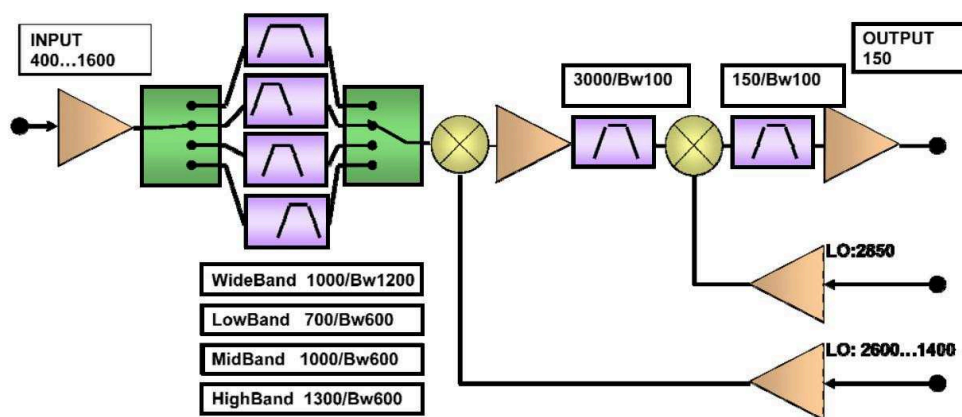 INPUT
400...1600
3000/Bw100
150/Bw100
OUTPUT
150
WideBand 1000/Bw1200
LowBand 700/Bw600
MidBand 1000/Bw600
HighBand 1300/Bw600
LO:2850
LO: 2600...1400